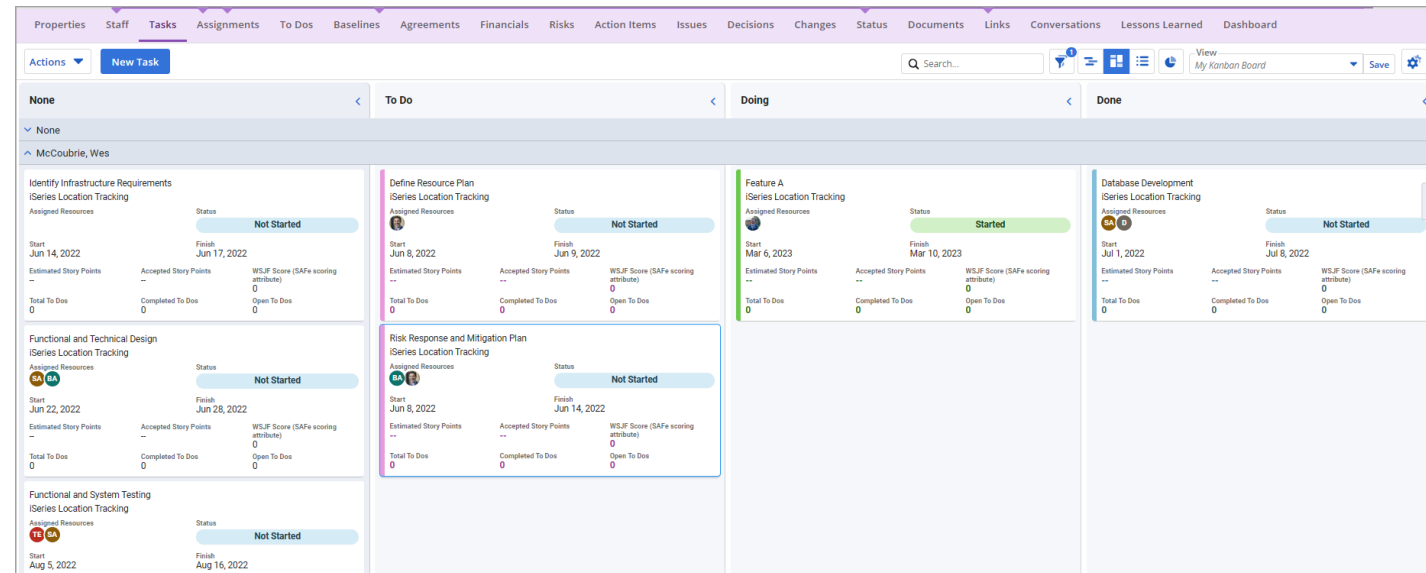 Properties Staff Tasks Assignments To Dos Baselines Agreements Financials Risks Action Items Issues Decisions Changes Status Documents Links Conversations Lessons Learned Dashboard
Actions New Task Search... 1 View My Kanban Board Save
None To Do Doing Done
None
McCoubrie, Wes
Identify Infrastructure Requirements
iSeries Location Tracking
Assigned Resources Status
Not Started
Start Finish
Jun 14, 2022 Jun 17, 2022
Estimated Story Points Accepted Story Points WSJF Score (SAFe scoring
attribute)
-- -- 0
Total To Dos Completed To Dos Open To Dos
0 0 0
Functional and Technical Design
iSeries Location Tracking
Assigned Resources Status
SA BA Not Started
Start Finish
Jun 22, 2022 Jun 28, 2022
Estimated Story Points Accepted Story Points WSJF Score (SAFe scoring
attribute)
-- -- 0
Total To Dos Completed To Dos Open To Dos
0 0 0
Functional and System Testing
iSeries Location Tracking
Assigned Resources Status
TE SA Not Started
Start Finish
Aug 5, 2022 Aug 16, 2022
Define Resource Plan
iSeries Location Tracking
Assigned Resources Status
Not Started
Start Finish
Jun 8, 2022 Jun 9, 2022
Estimated Story Points Accepted Story Points WSJF Score (SAFe scoring
attribute)
-- -- 0
Total To Dos Completed To Dos Open To Dos
0 0 0
Risk Response and Mitigation Plan
iSeries Location Tracking
Assigned Resources Status
BA Not Started
Start Finish
Jun 8, 2022 Jun 14, 2022
Estimated Story Points Accepted Story Points WSJF Score (SAFe scoring
attribute)
-- -- 0
Total To Dos Completed To Dos Open To Dos
0 0 0
Feature A
iSeries Location Tracking
Assigned Resources Status
Started
Start Finish
Mar 6, 2023 Mar 10, 2023
Estimated Story Points Accepted Story Points WSJF Score (SAFe scoring
attribute)
-- -- 0
Total To Dos Completed To Dos Open To Dos
0 0 0
Database Development
iSeries Location Tracking
Assigned Resources Status
SA D Not Started
Start Finish
Jul 1, 2022 Jul 8, 2022
Estimated Story Points Accepted Story Points WSJF Score (SAFe scoring
attribute)
-- -- 0
Total To Dos Completed To Dos Open To Dos
0 0 0